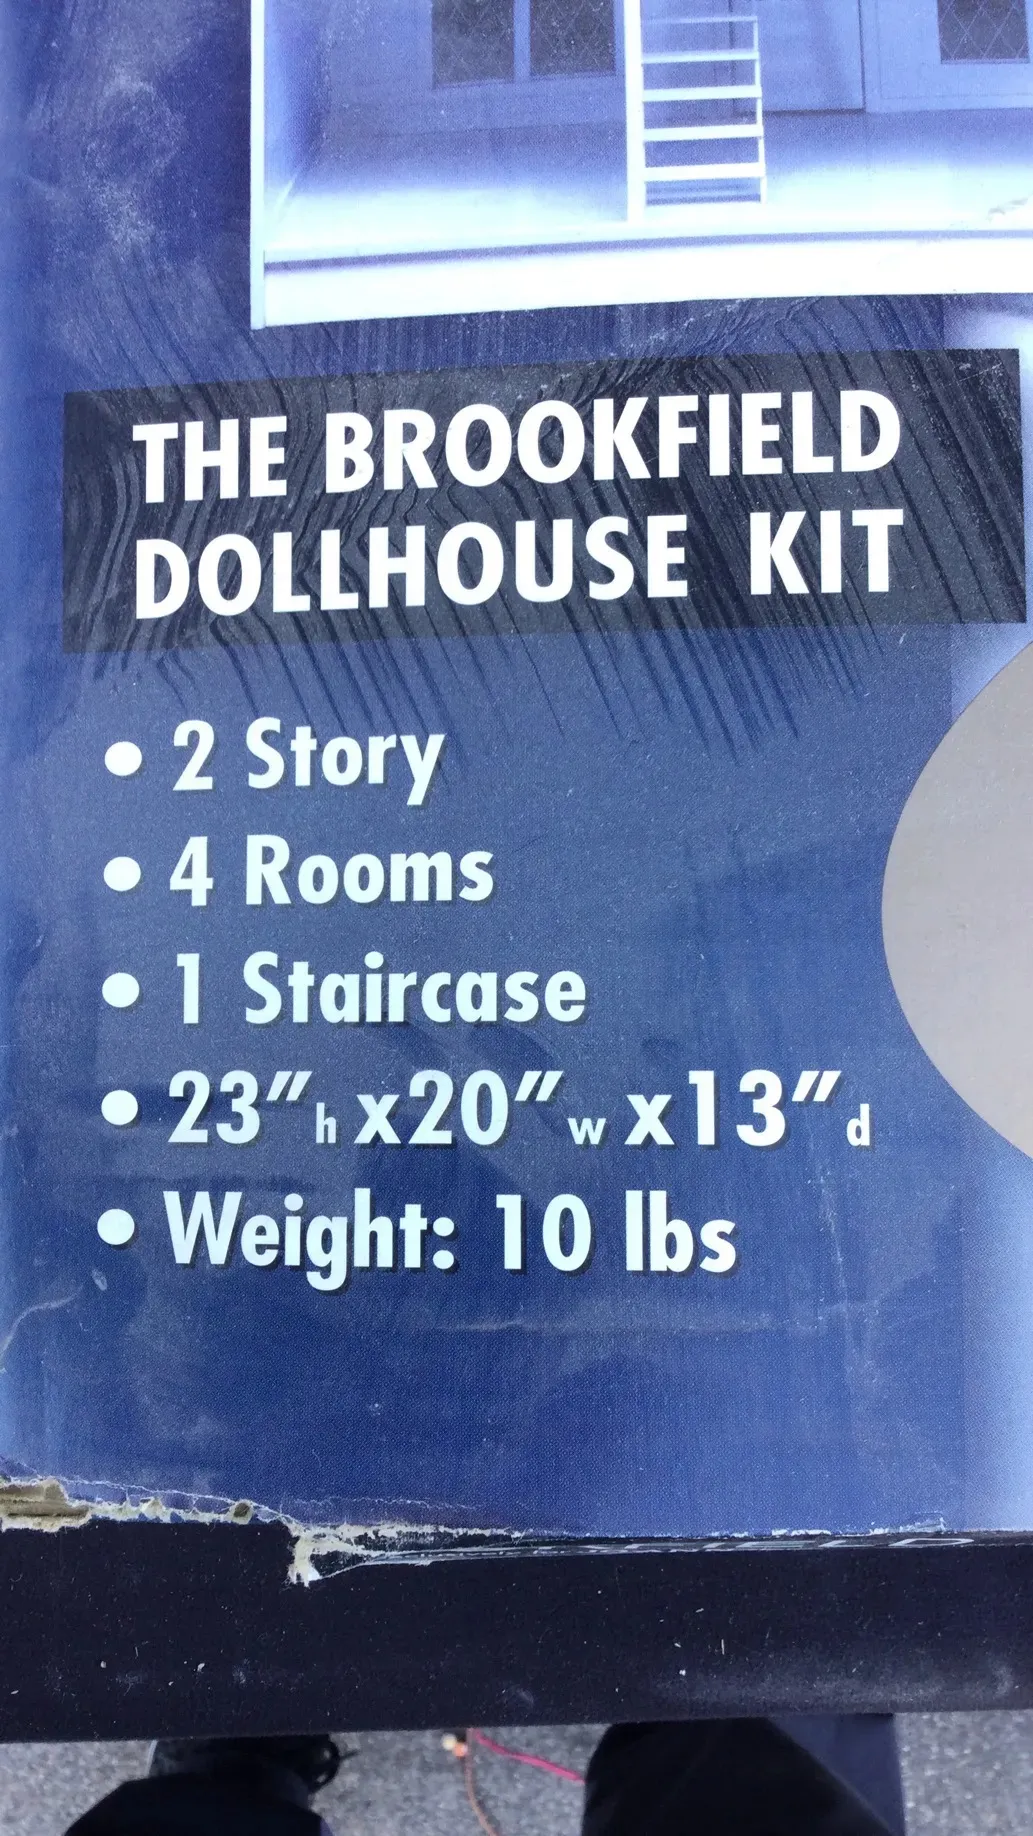 THE BROOKFIELD
DOLLHOUSE KIT
• 2 Story
• 4 Rooms
• 1 Staircase
• 23″h x20″w x13″d
• Weight: 10 lbs